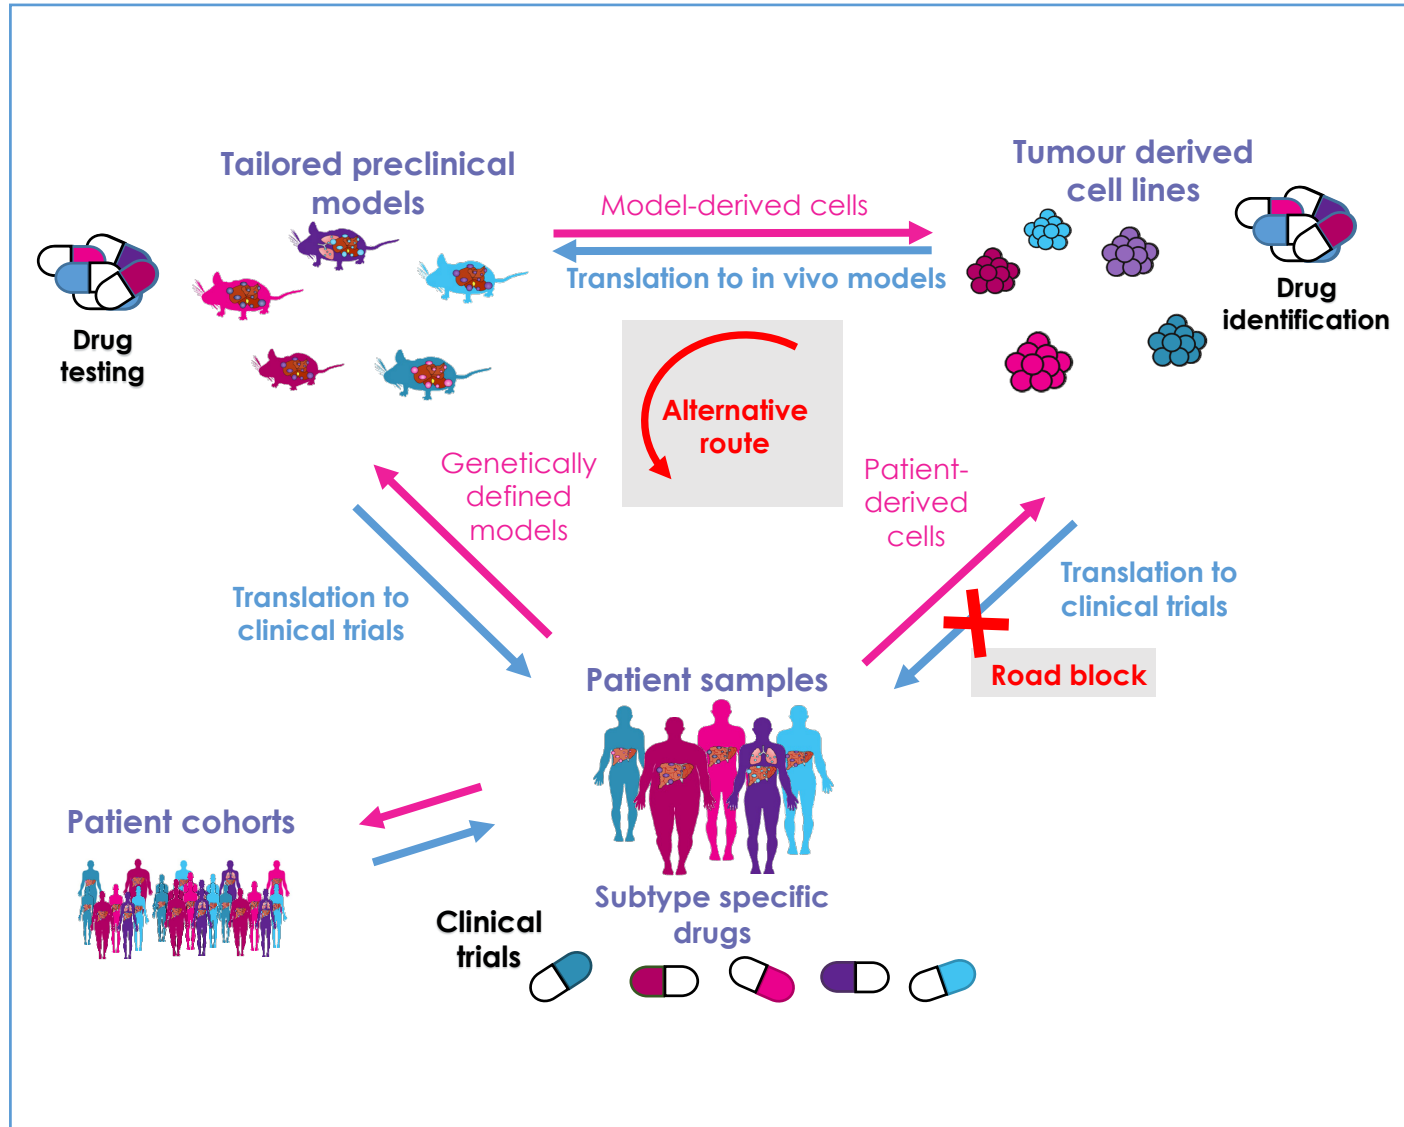 Tailored preclinical
models
Tumour derived
cell lines
Model-derived cells
Translation to in vivo models
Drug
testing
Drug
identification
Alternative
route
Genetically
defined
models
Patient-
derived
cells
Translation to
clinical trials
Translation to
clinical trials
Road block
Patient samples
Patient cohorts
Subtype specific
drugs
Clinical
trials